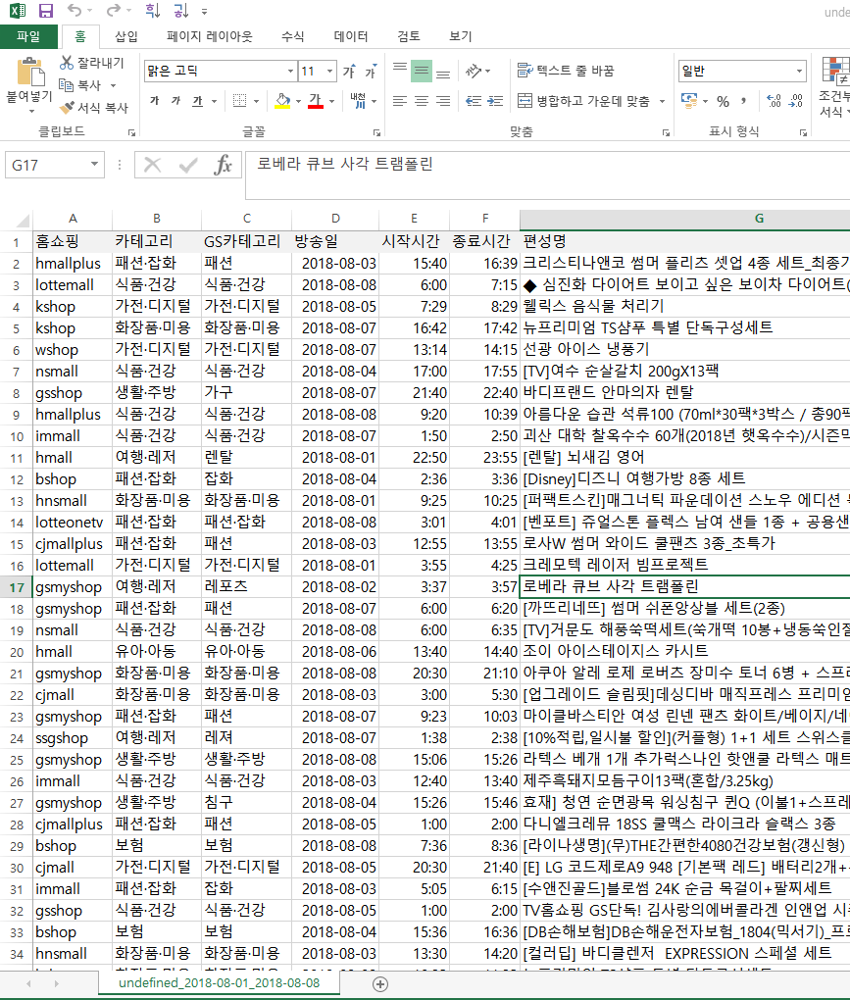 unde
파일 홈 삽입 페이지 레이아웃 수식 데이터 검토 보기
붙여넣기
잘라내기
복사
서식 복사
클립보드
맑은 고딕 11 가 가
가 가 가 가 내천
글꼴
텍스트 줄 바꿈
병합하고 가운데 맞춤
맞춤
일반
% ,
표시 형식
조건부
서식
G17 fx 로베라 큐브 사각 트램폴린
A B C D E F G
1 홈쇼핑 카테고리 GS카테고리 방송일 시작시간 종료시간 편성명
2 hmallplus 패션·잡화 패션 2018-08-03 15:40 16:39 크리스티나앤코 썸머 플리츠 셋업 4종 세트_최종가
3 lottemall 식품·건강 식품·건강 2018-08-08 6:00 7:15 ◆ 심진화 다이어트 보이고 싶은 보이차 다이어트(
4 kshop 가전·디지털 가전·디지털 2018-08-05 7:29 8:29 웰릭스 음식물 처리기
5 kshop 화장품·미용 화장품·미용 2018-08-07 16:42 17:42 뉴프리미엄 TS샴푸 특별 단독구성세트
6 wshop 가전·디지털 가전·디지털 2018-08-07 13:14 14:15 선광 아이스 냉풍기
7 nsmall 식품·건강 식품·건강 2018-08-04 17:00 17:55 [TV]여수 순살갈치 200gX13팩
8 gsshop 생활·주방 가구 2018-08-07 21:40 22:40 바디프랜드 안마의자 렌탈
9 hmallplus 식품·건강 식품·건강 2018-08-08 9:20 10:39 아름다운 습관 석류100 (70ml*30팩*3박스 / 총90팩
10 immall 식품·건강 식품·건강 2018-08-07 1:50 2:50 괴산 대학 찰옥수수 60개(2018년 햇옥수수)/시즌막
11 hmall 여행·레저 렌탈 2018-08-01 22:50 23:55 [렌탈] 뇌새김 영어
12 bshop 패션·잡화 잡화 2018-08-04 2:36 3:36 [Disney]디즈니 여행가방 8종 세트
13 hnsmall 화장품·미용 화장품·미용 2018-08-01 9:25 10:25 [퍼팩트스킨]매그너틱 파운데이션 스노우 에디션
14 lotteonetv 패션·잡화 패션·잡화 2018-08-08 3:01 4:01 [벤포트] 쥬얼스톤 플렉스 남여 샌들 1종 + 공용샌
15 cjmallplus 패션·잡화 패션 2018-08-03 12:55 13:55 로사W 썸머 와이드 쿨팬츠 3종_초특가
16 lottemall 가전·디지털 가전·디지털 2018-08-01 3:55 4:25 크레모텍 레이저 빔프로젝트
17 gsmyshop 여행·레저 레포츠 2018-08-02 3:37 3:57 로베라 큐브 사각 트램폴린
18 gsmyshop 패션·잡화 패션 2018-08-07 6:00 6:20 [까뜨리네뜨] 썸머 쉬폰앙상블 세트(2종)
19 nsmall 식품·건강 식품·건강 2018-08-08 6:00 6:35 [TV]거문도 해풍쑥떡세트(쑥개떡 10봉+냉동쑥인절
20 hmall 유아·아동 유아·아동 2018-08-06 13:40 14:40 조이 아이스테이지스 카시트
21 gsmyshop 화장품·미용 화장품·미용 2018-08-08 20:30 21:10 아쿠아 알레 로제 로버츠 장미수 토너 6병 + 스프레
22 cjmall 화장품·미용 화장품·미용 2018-08-03 3:00 5:30 [업그레이드 슬림핏]데싱디바 매직프레스 프리미엄
23 gsmyshop 패션·잡화 패션 2018-08-07 9:23 10:03 마이클바스티안 여성 린넨 팬츠 화이트/베이지/네이
24 ssgshop 여행·레저 레져 2018-08-07 1:38 2:38 [10%적립,일시불 할인](커플형) 1+1 세트 스위스클
25 gsmyshop 생활·주방 생활·주방 2018-08-08 15:06 15:26 라텍스 베개 1개 추가럭스나인 핫앤쿨 라텍스 매트
26 immall 식품·건강 식품·건강 2018-08-03 12:40 13:40 제주흑돼지모듬구이13팩(혼합/3.25kg)
27 gsmyshop 생활·주방 침구 2018-08-04 15:26 15:46 효재] 청연 순면광목 워싱침구 퀸Q (이불1+스프레
28 cjmallplus 패션·잡화 패션 2018-08-05 1:00 2:00 다니엘크레뮤 18SS 쿨맥스 라이크라 슬랙스 3종
29 bshop 보험 보험 2018-08-08 7:36 8:36 [라이나생명](무)THE간편한4080건강보험(갱신형)
30 cjmall 가전·디지털 가전·디지털 2018-08-05 20:30 21:40 [E] LG 코드제로A9 948 [기본팩 레드] 배터리2개+
31 immall 패션·잡화 잡화 2018-08-03 5:05 6:15 [수앤진골드]블로썸 24K 순금 목걸이+팔찌세트
32 gsshop 식품·건강 식품·건강 2018-08-05 1:00 2:00 TV홈쇼핑 GS단독! 김사랑의에버콜라겐 인앤업 시
33 bshop 보험 보험 2018-08-04 15:36 16:36 [DB손해보험]DB손해운전자보험_1804(믹서기)_프로
34 hnsmall 화장품·미용 화장품·미용 2018-08-03 13:30 14:20 [컬러딥] 바디클렌저 EXPRESSION 스페셜 세트
undefined_2018-08-01_2018-08-08